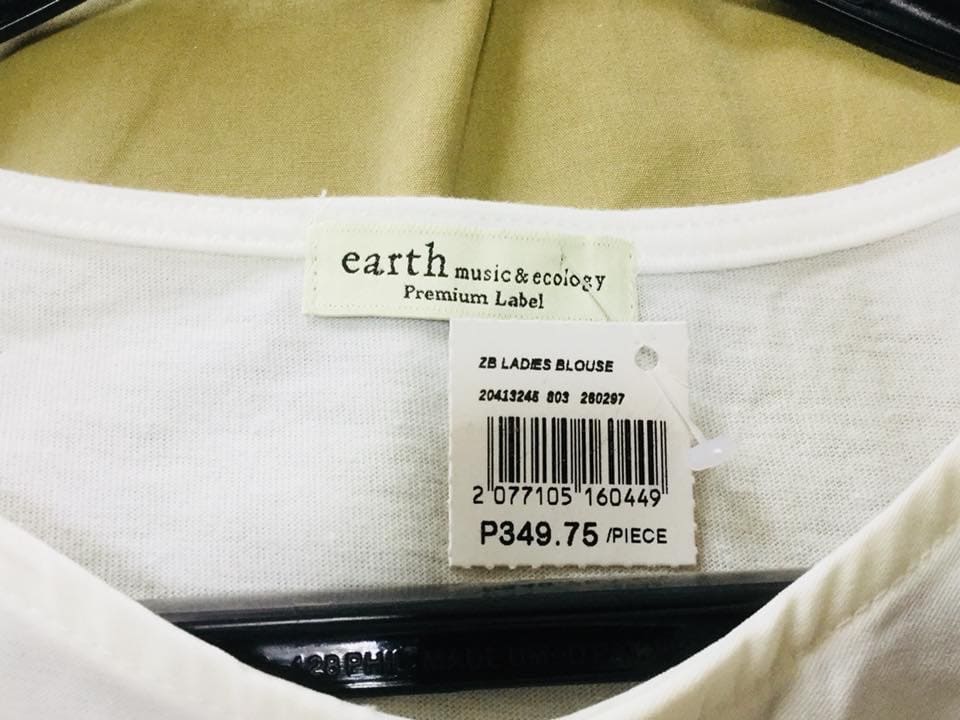 earth music & ecology
Premium Label
ZB LADIES BLOUSE
20413245 803 260297
2 077105 160449
P349.75 /PIECE